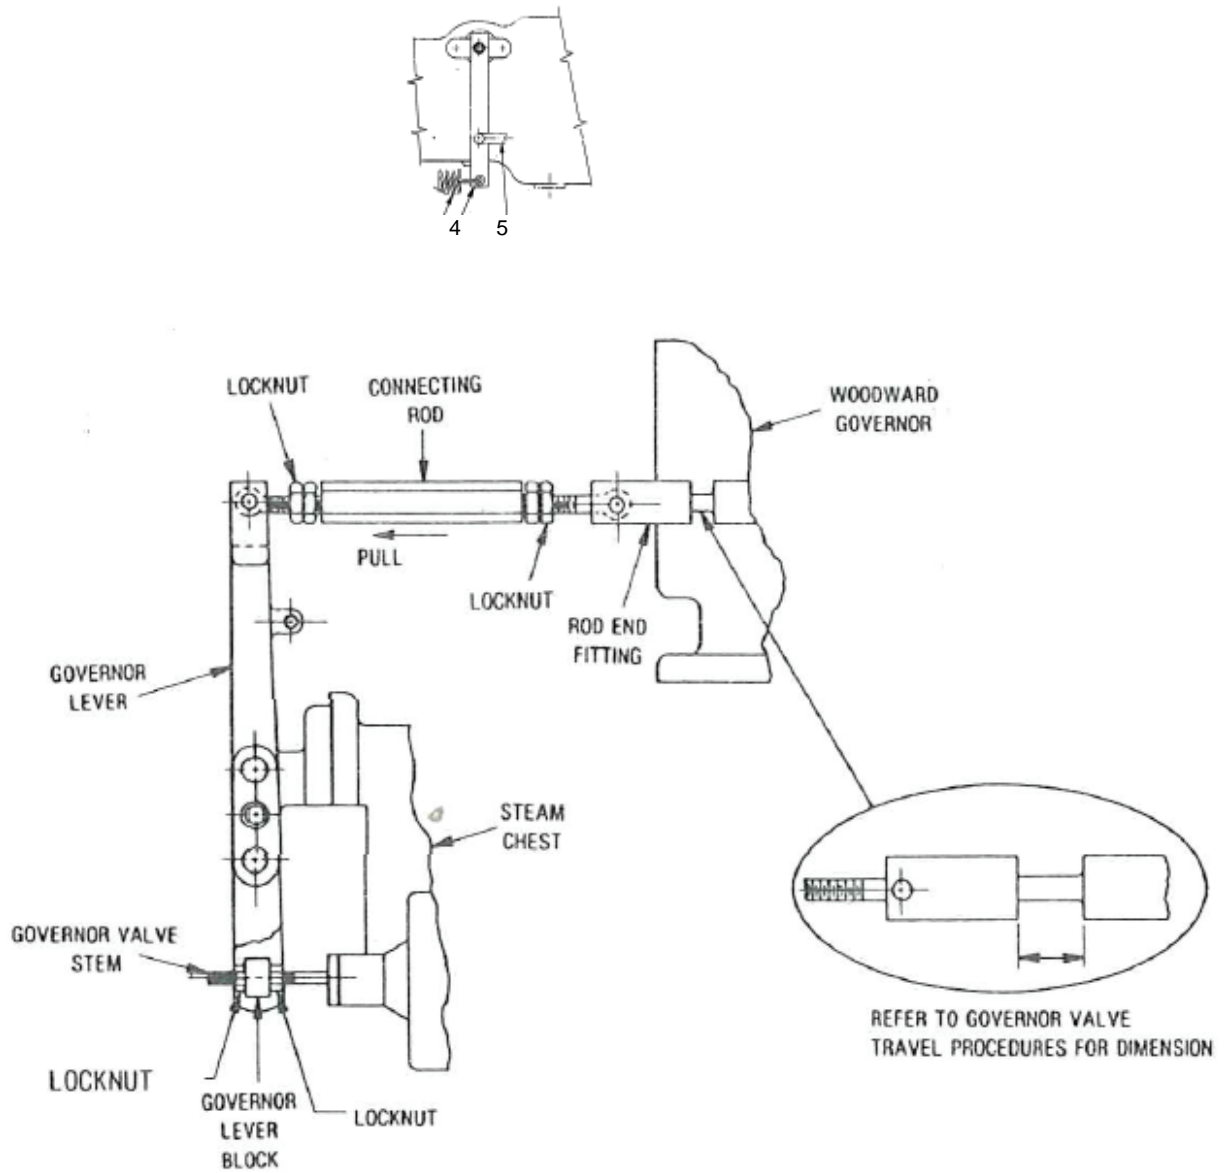 4 5
LOCKNUT
CONNECTING
ROD
WOODWARD
GOVERNOR
PULL
LOCKNUT
ROD END
FITTING
GOVERNOR
LEVER
STEAM
CHEST
GOVERNOR VALVE
STEM
REFER TO GOVERNOR VALVE
TRAVEL PROCEDURES FOR DIMENSION
LOCKNUT
GOVERNOR
LEVER
BLOCK
LOCKNUT